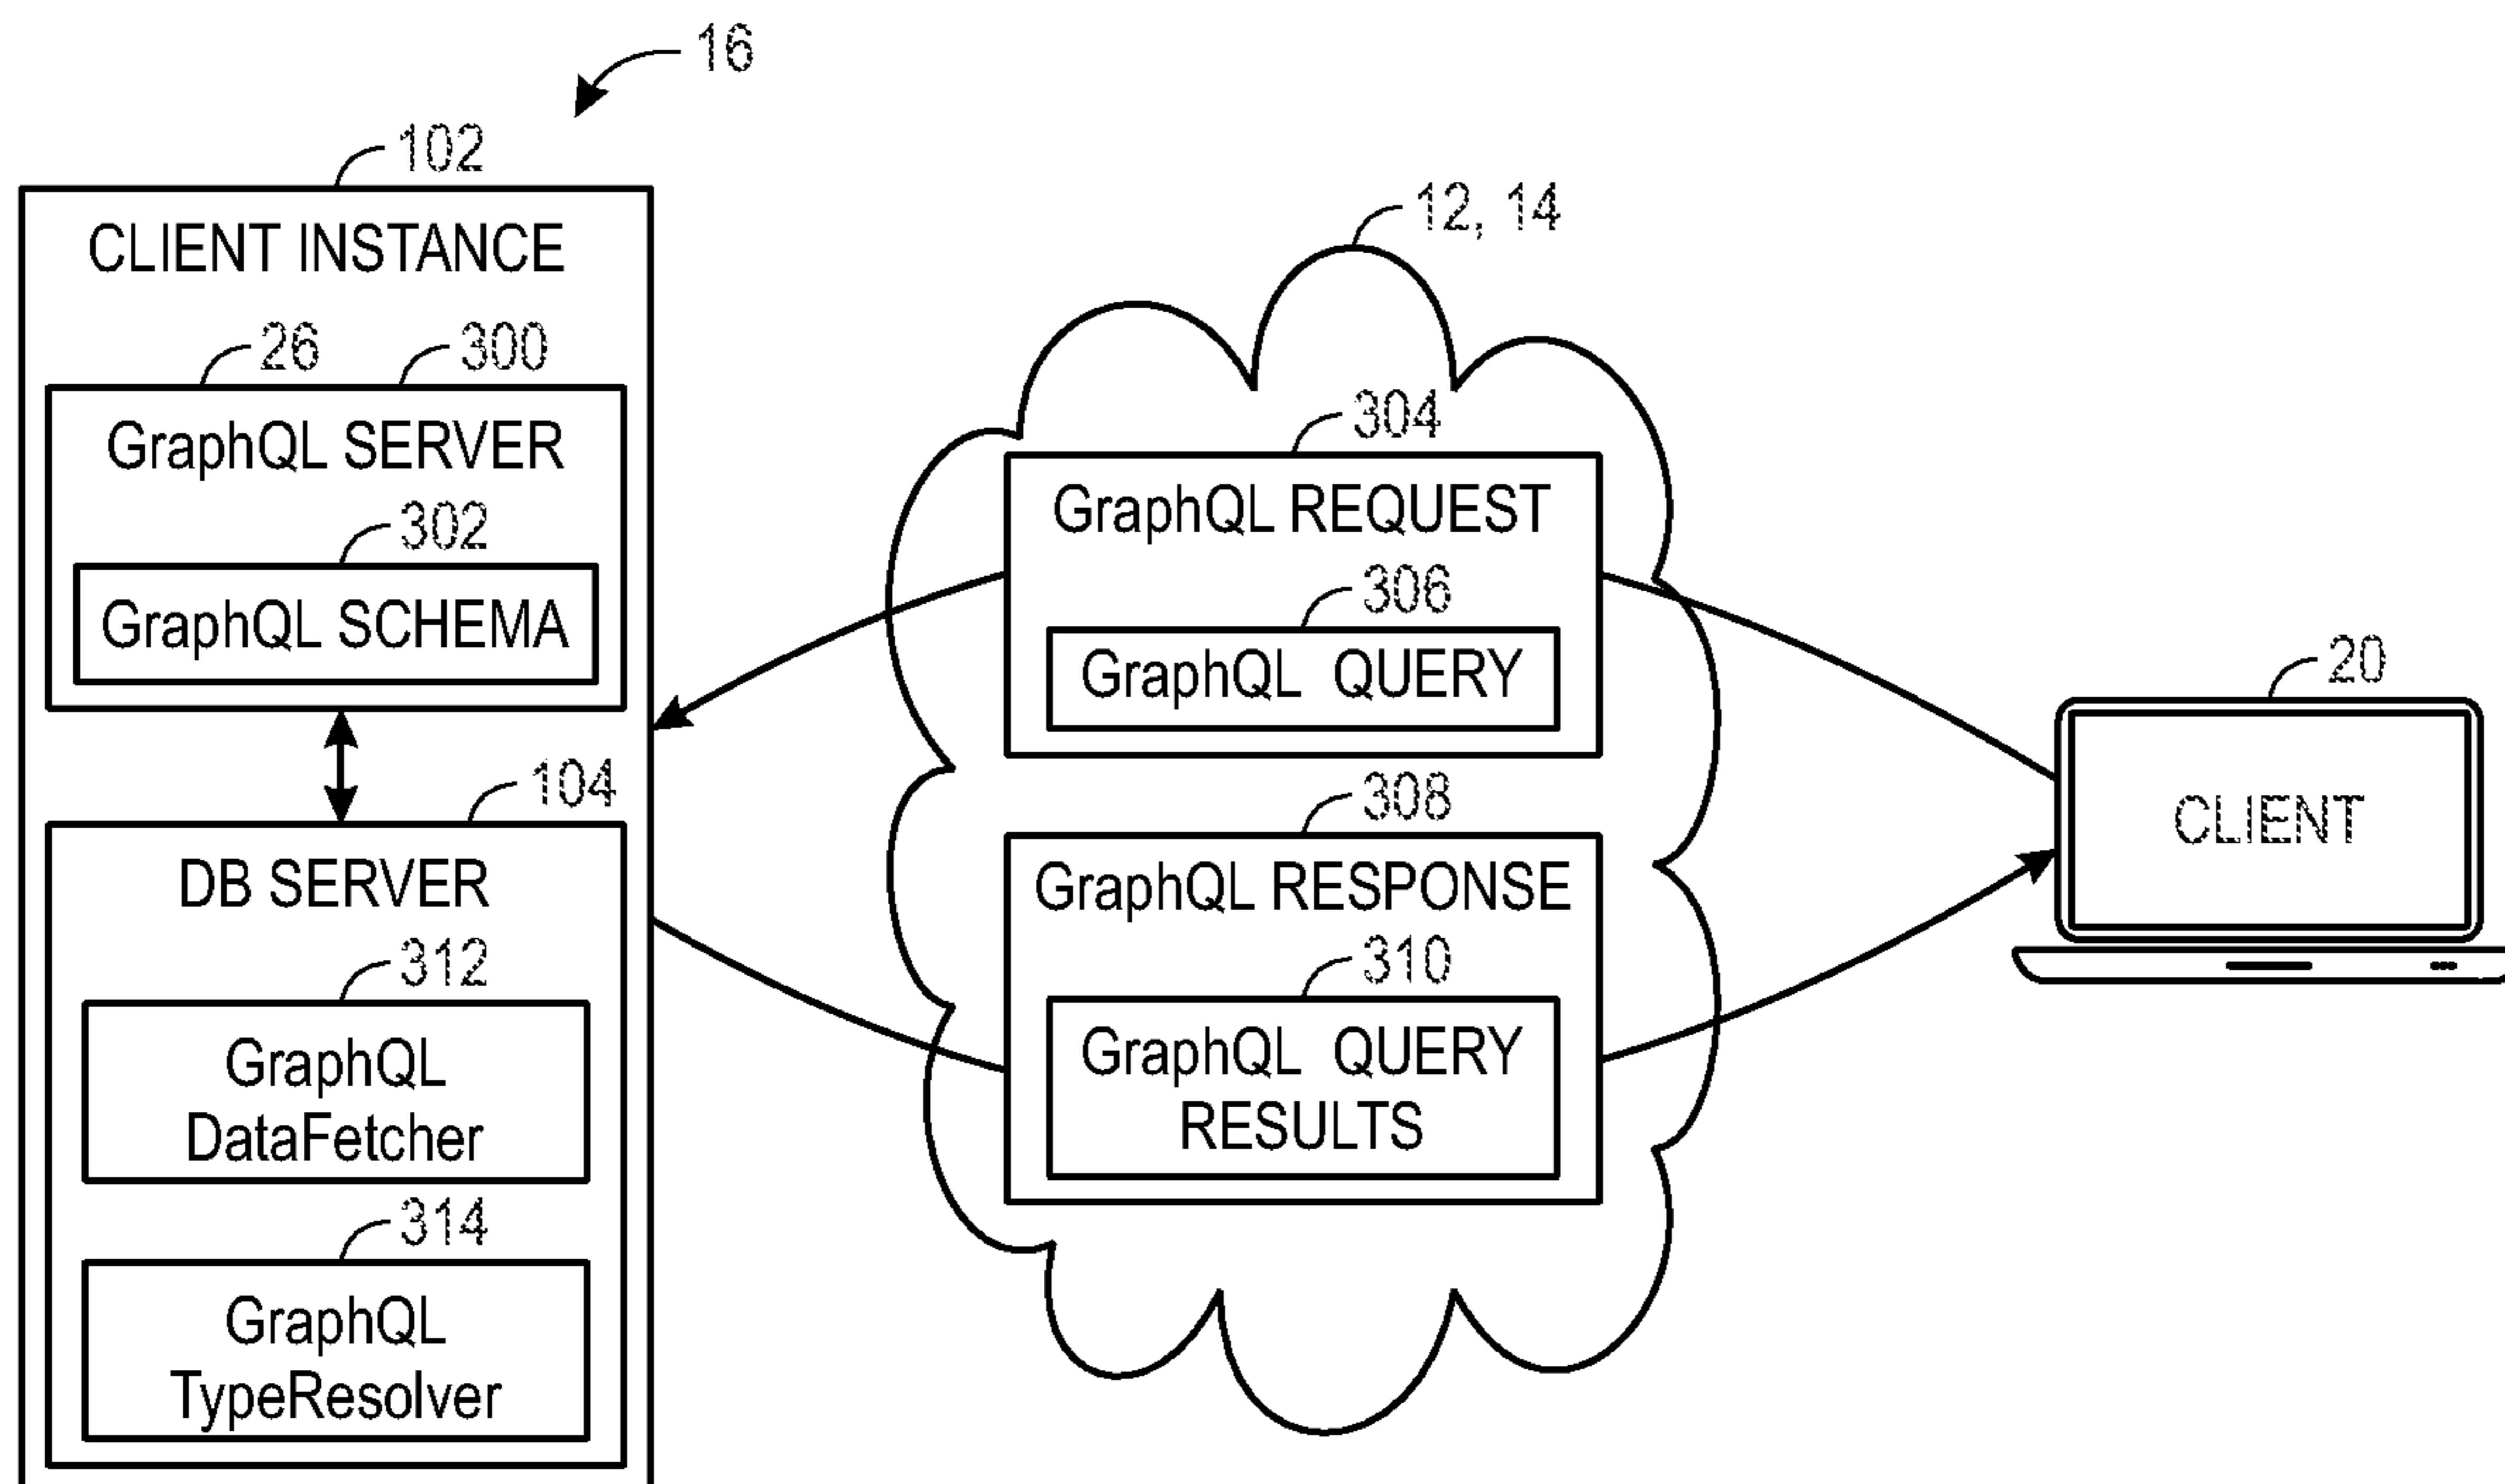 16
102
CLIENT INSTANCE
26
300
GraphQL SERVER
302
GraphQL SCHEMA
104
DB SERVER
312
GraphQL
DataFetcher
314
GraphQL
TypeResolver
12, 14
304
GraphQL REQUEST
306
GraphQL QUERY
308
GraphQL RESPONSE
310
GraphQL QUERY
RESULTS
20
CLIENT